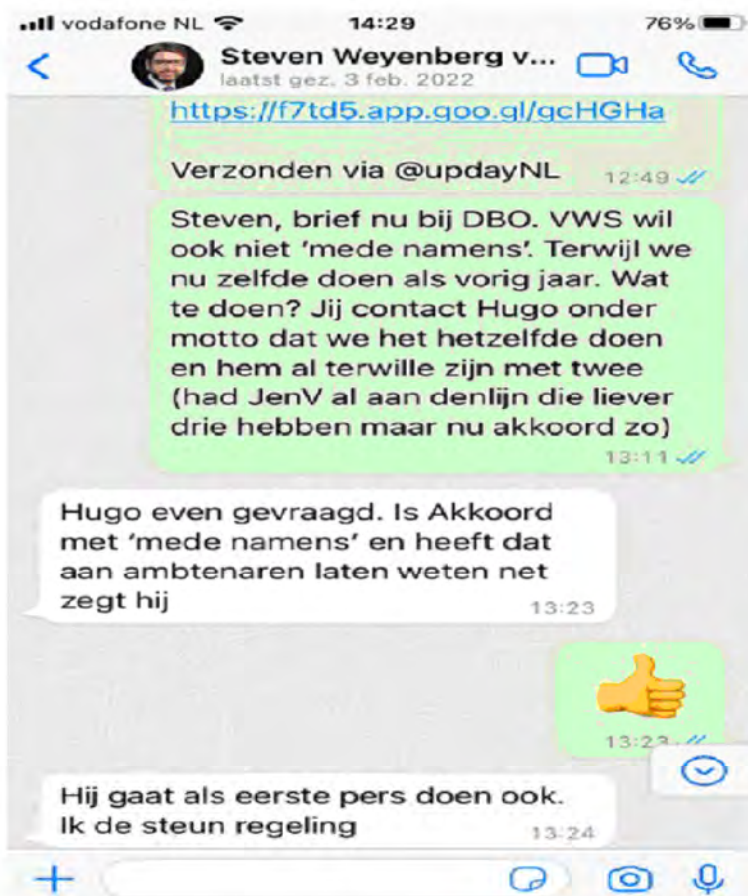 vodafone NL 14:29 76%
Steven Weyenberg v...
laatst gez. 3 feb. 2022
https://f7td5.app.goo.gl/qcHGHa
Verzonden via @updayNL 12:49
Steven, brief nu bij DBO. VWS wil
ook niet ‘mede namens’. Terwijl we
nu zelfde doen als vorig jaar. Wat
te doen? Jij contact Hugo onder
motto dat we het hetzelfde doen
en hem al terwille zijn met twee
(had JenV al aan denlijn die liever
drie hebben maar nu akkoord zo)
13:11
Hugo even gevraagd. Is Akkoord
met ‘mede namens’ en heeft dat
aan ambtenaren laten weten net
zegt hij 13:23
13:23
Hij gaat als eerste pers doen ook.
Ik de steun regeling 13:24